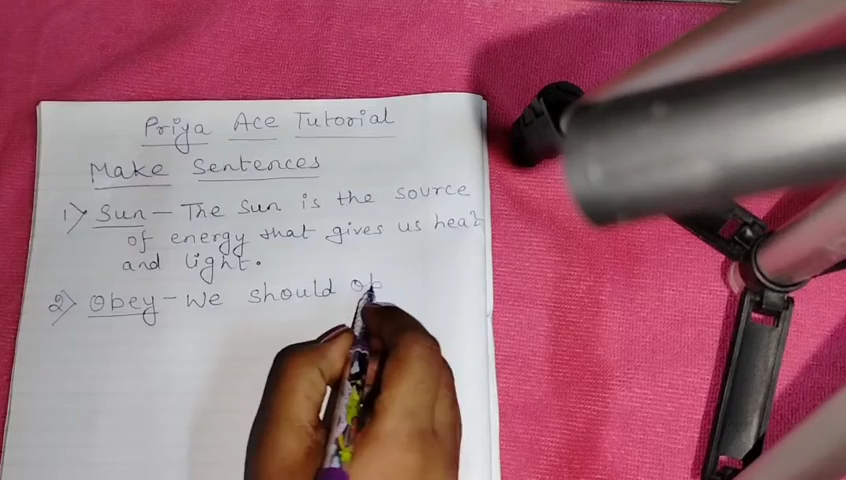 Priya Ace Tutorial
Make Sentences
1) Sun - The sun is the source
of energy that gives us heat
and light.
2) Obey - We should ob